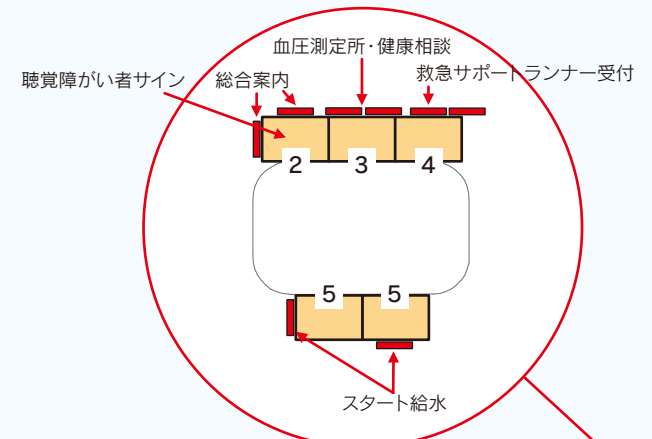 血圧測定所・健康相談
聴覚障がい者サイン
総合案内
救急サポートランナー受付
2
3
4
5
5
スタート給水